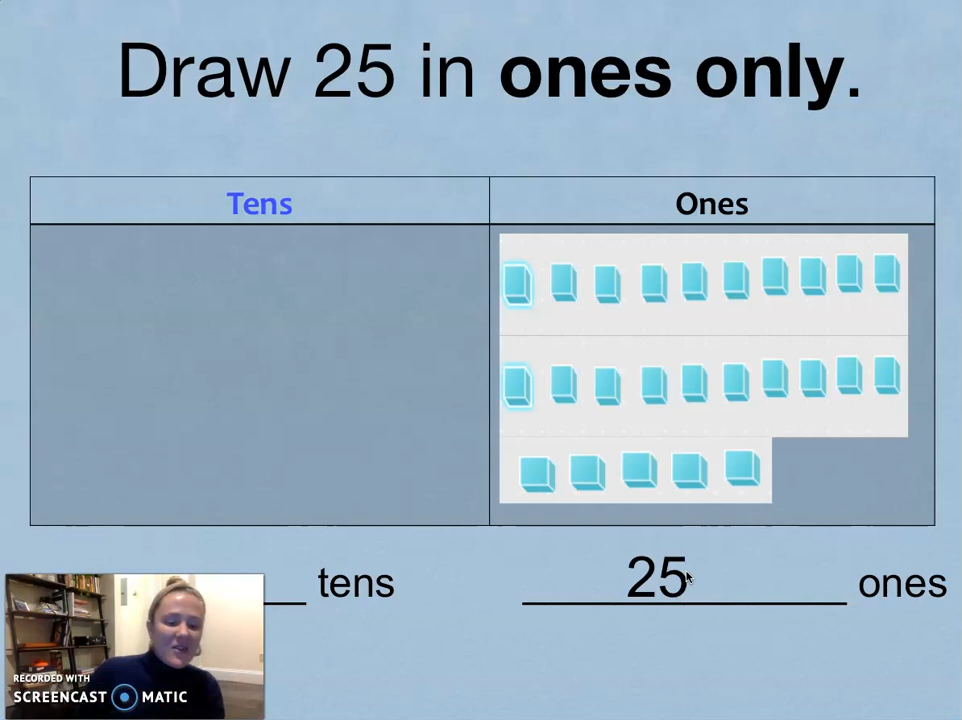 Draw 25 in ones only.
Tens Ones
tens 25 ones
RECORDED WITH
SCREENCAST O MATIC